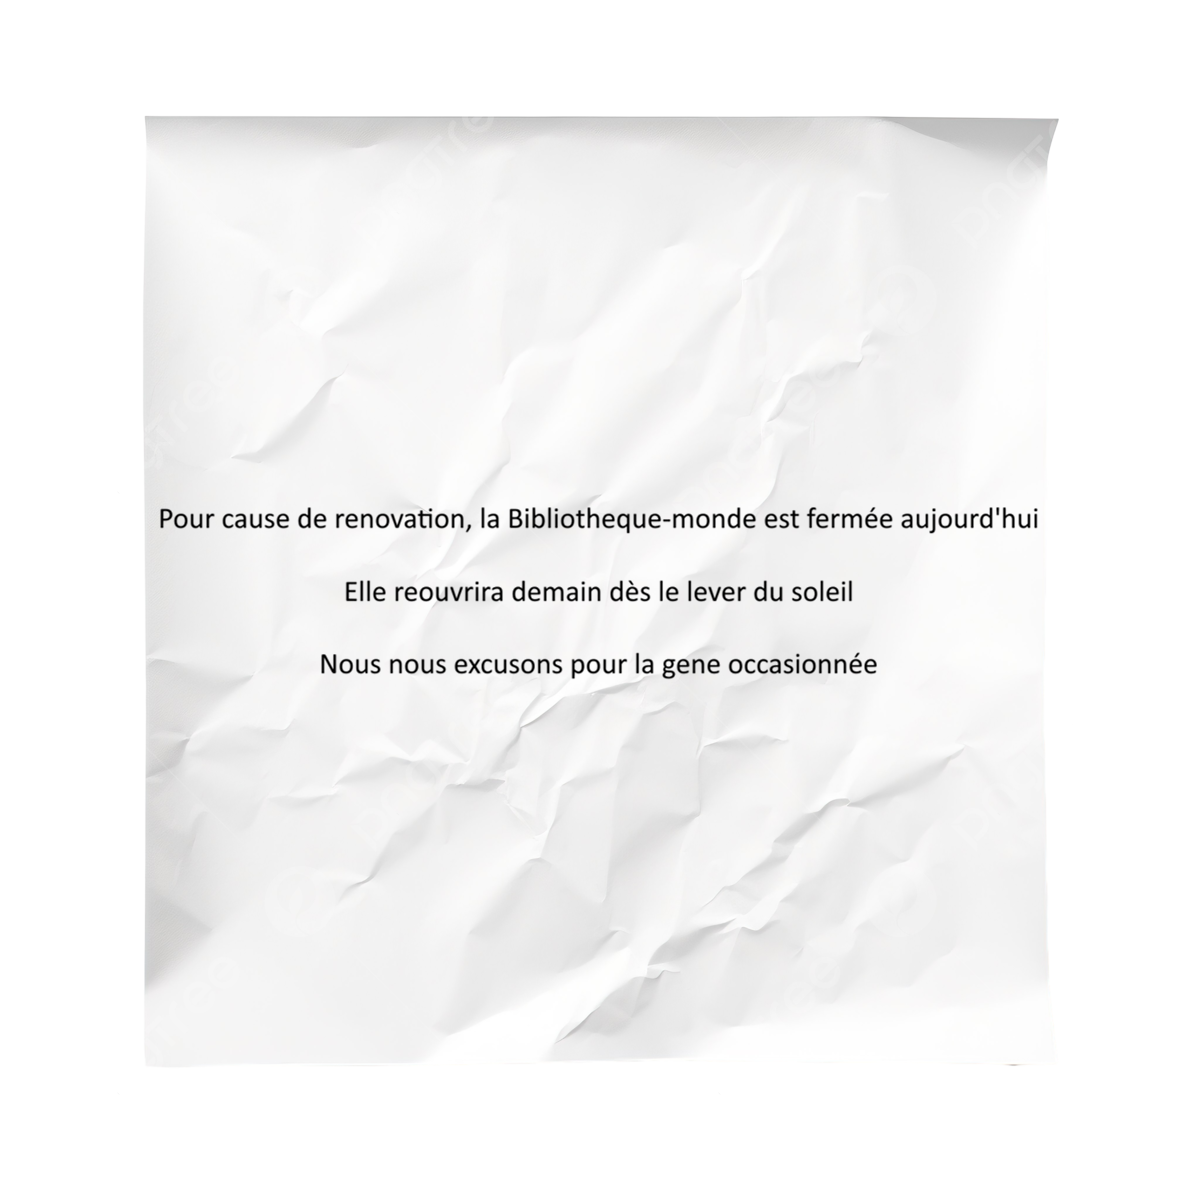 Pour cause de renovation, la Bibliotheque-monde est fermée aujourd'hui
Elle reouvrira demain dès le lever du soleil
Nous nous excusons pour la gene occasionnée